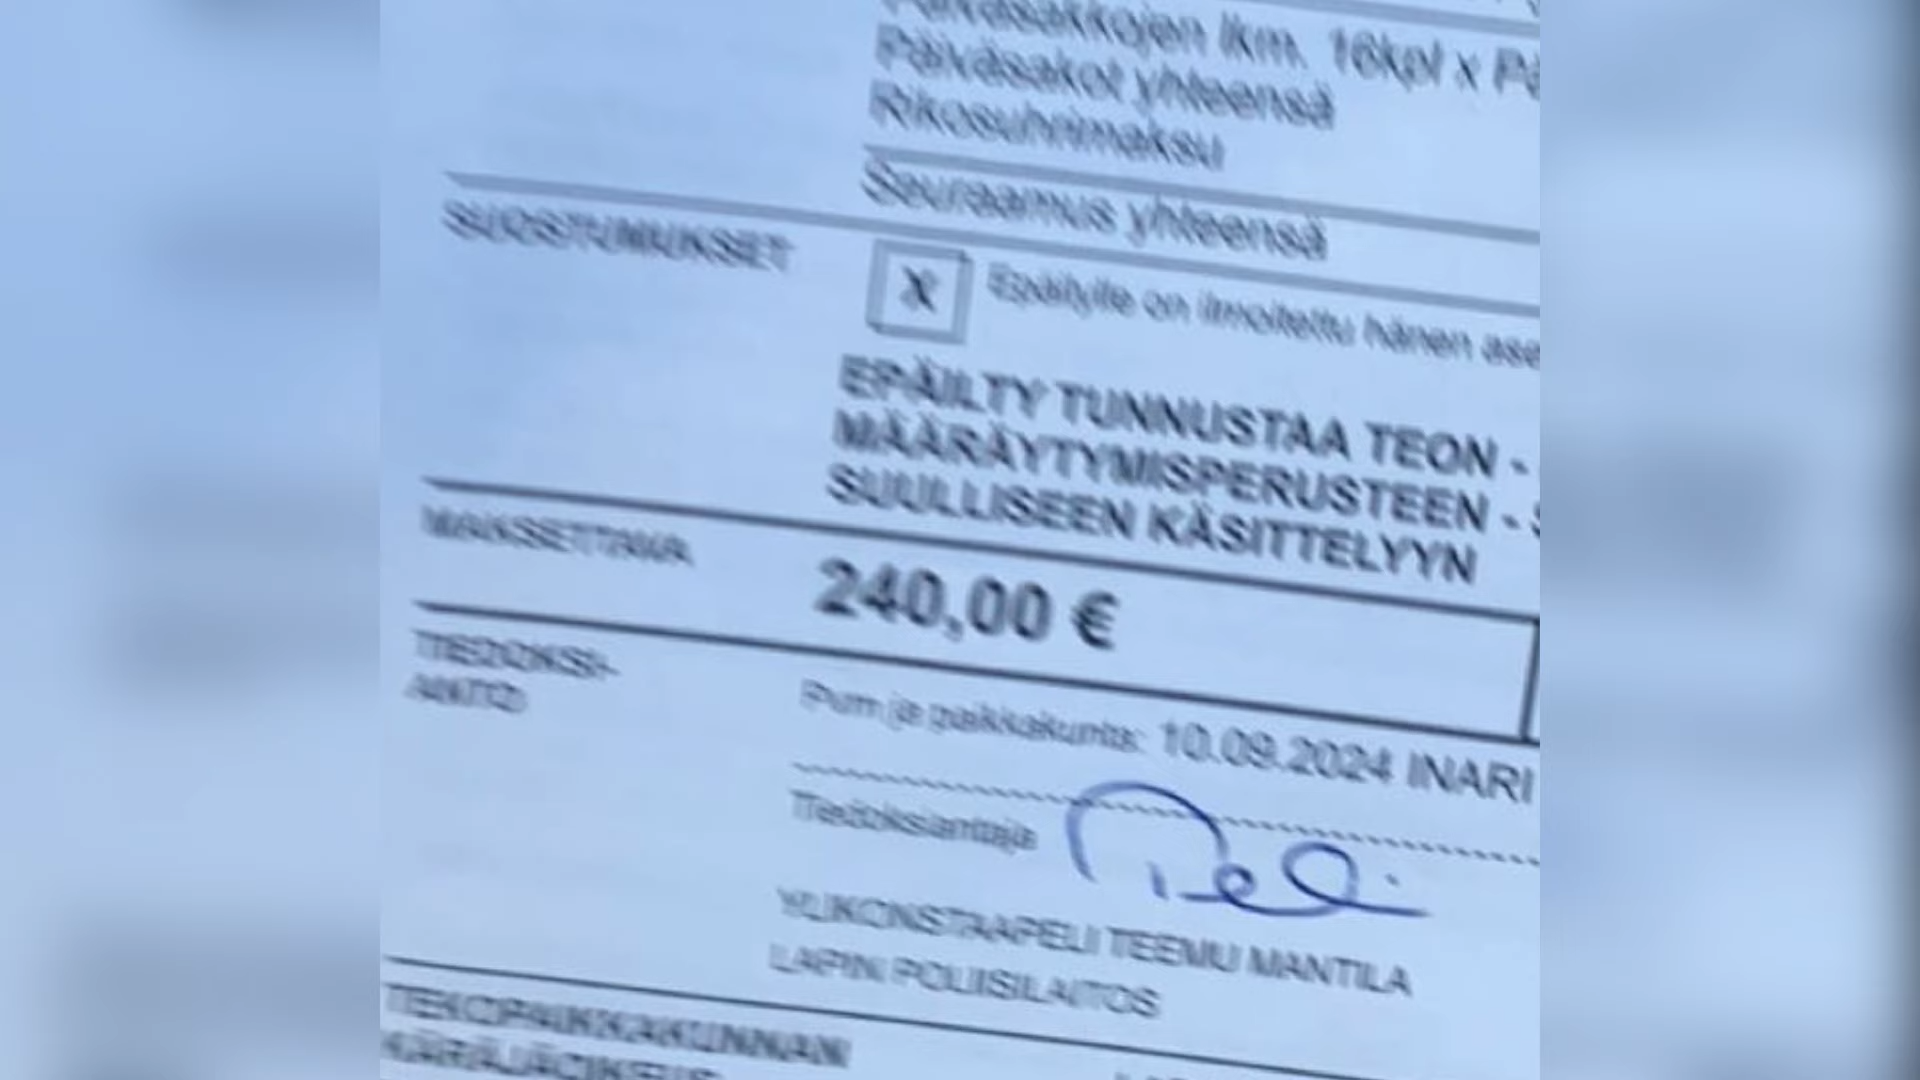 Päiväsakkojen lkm. 16kpl x Pä
Päiväsakot yhteensä
Rikosuhrimaksu
Seuraamus yhteensä
SUOSTUMUKSET
X Epäillylle on ilmoitettu hänen ase
EPÄILTY TUNNUSTAA TEON -
MÄÄRÄYTYMISPERUSTEEN -
SUULLISEEN KÄSITTELYYN
MAKSETTAVA 240,00 €
TIEDOKSI-
ANTO
Pvm ja paikkakunta: 10.09.2024 INARI
Tiedoksiantaja
YLIKONSTAAPELI TEEMU MANTILA
LAPIN POLIISILAITOS
TEKOPAIKKAKUNNAN
KÄRÄJÄOIKEUS